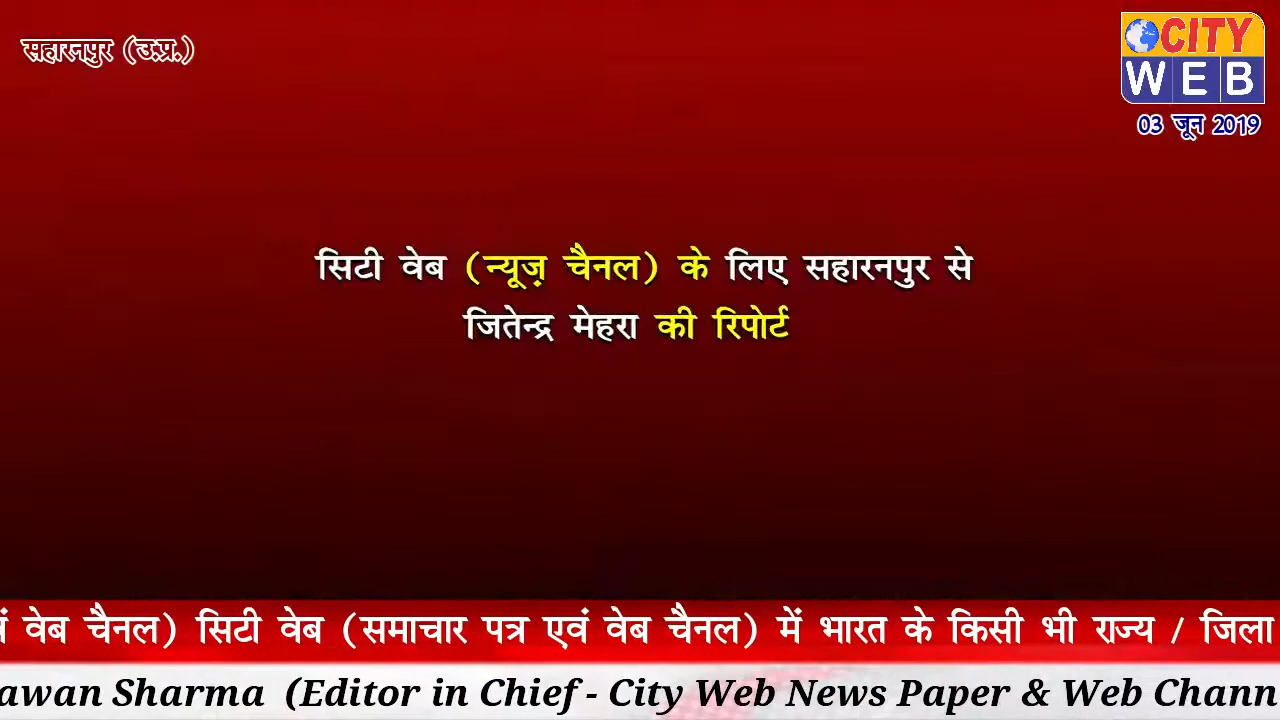 सहारनपुर (उ.प्र.)
CITY
WEB
03 जून 2019
सिटी वेब (न्यूज़ चैनल) के लिए सहारनपुर से
जितेन्द्र मेहरा की रिपोर्ट
वेब चैनल) सिटी वेब (समाचार पत्र एवं वेब चैनल) में भारत के किसी भी राज्य / जिला
awan Sharma (Editor in Chief - City Web News Paper & Web Chann